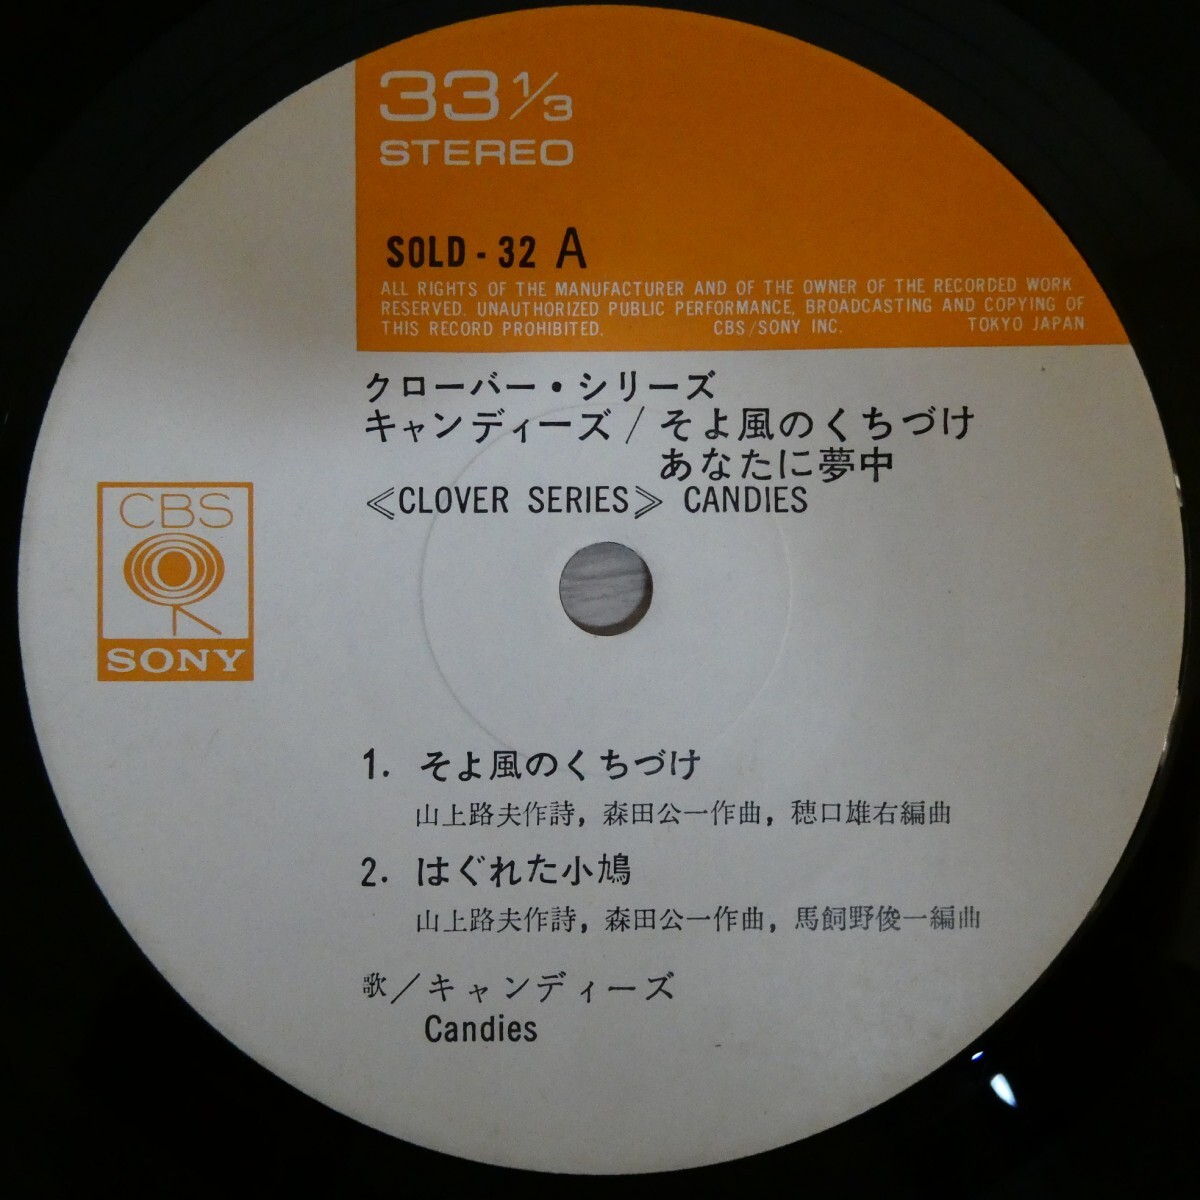 33 1/3
STEREO
SOLD - 32 A
ALL RIGHTS OF THE MANUFACTURER AND OF THE OWNER OF THE RECORDED WORK
RESERVED. UNAUTHORIZED PUBLIC PERFORMANCE, BROADCASTING AND COPYING OF
THIS RECORD PROHIBITED. CBS/SONY INC. TOKYO JAPAN.
クローバー・シリーズ
キャンディーズ/そよ風のくちづけ
あなたに夢中
≪CLOVER SERIES≫ CANDIES
CBS
SONY
1. そよ風のくちづけ
山上路夫作詩, 森田公一作曲, 穂口雄右編曲
2. はぐれた小鳩
山上路夫作詩, 森田公一作曲, 馬飼野俊一編曲
歌/キャンディーズ
Candies